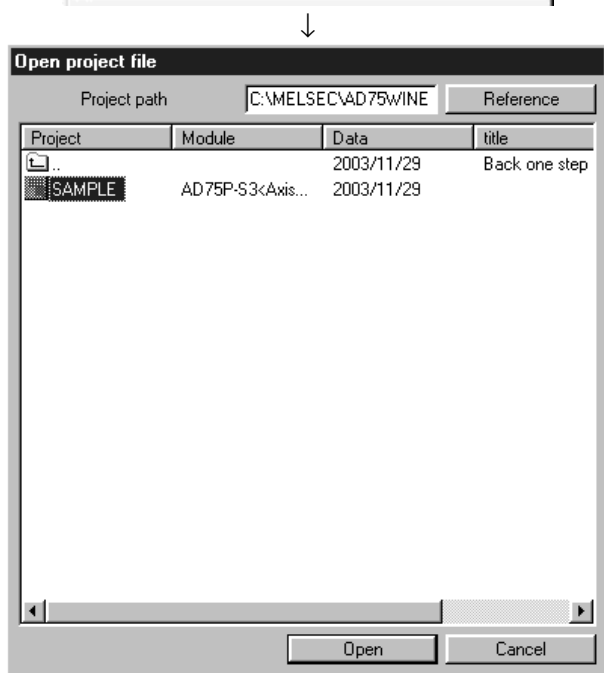 ↓
Open project file
Project path C:\MELSEC\AD75WINE Reference
Project Module Data title
.. 2003/11/29 Back one step
SAMPLE AD75P-S3<Axis... 2003/11/29
Open Cancel